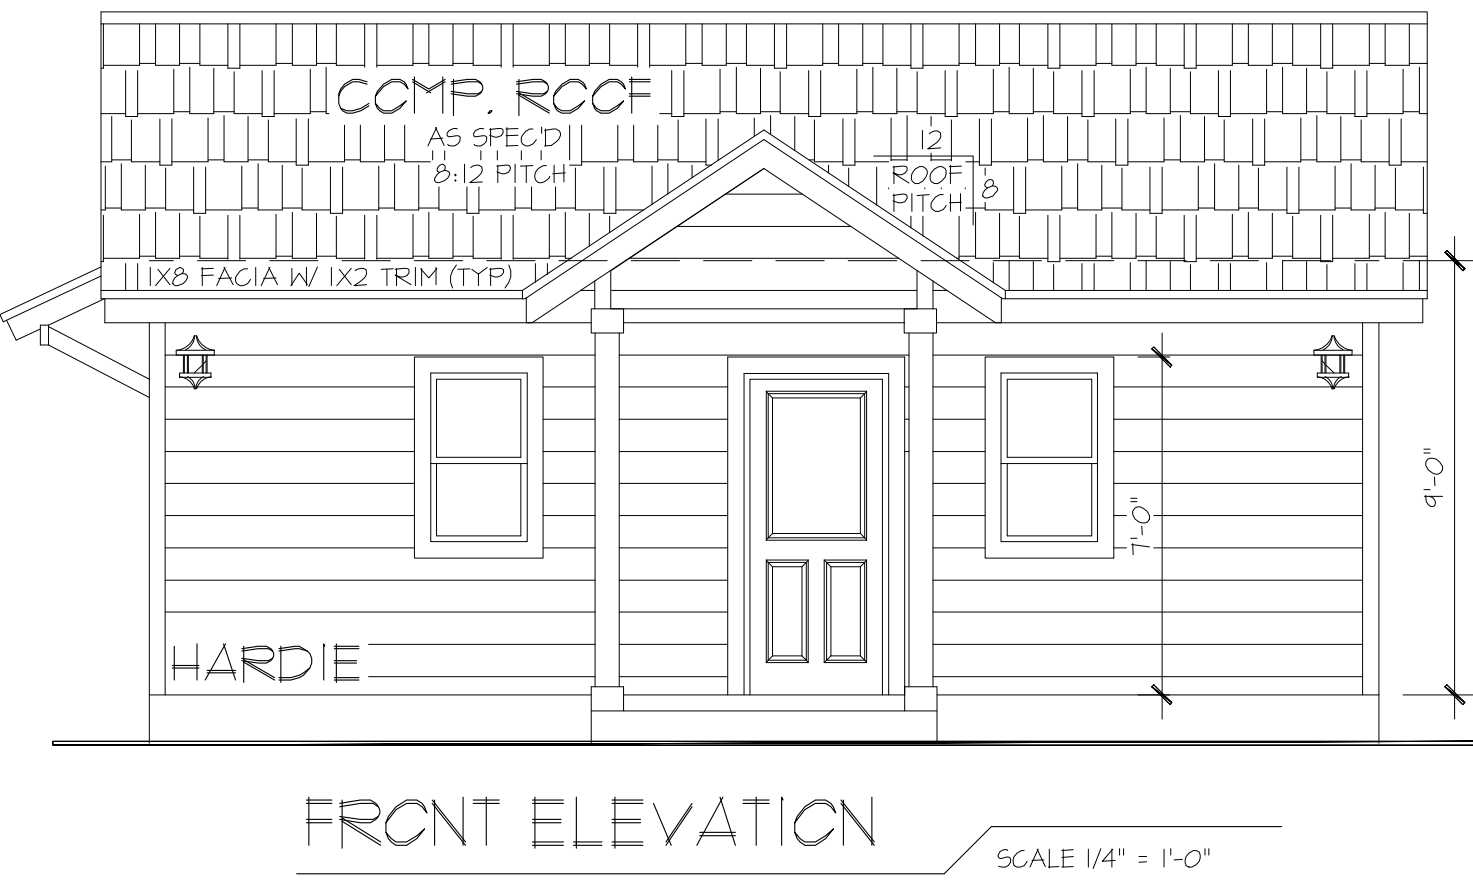 COMP. ROOF
AS SPEC'D
8:12 PITCH
12
ROOF
PITCH
8
1X8 FACIA W/ 1X2 TRIM (TYP)
7'-0"
9'-0"
HARDIE
FRONT ELEVATION
SCALE 1/4" = 1'-0"